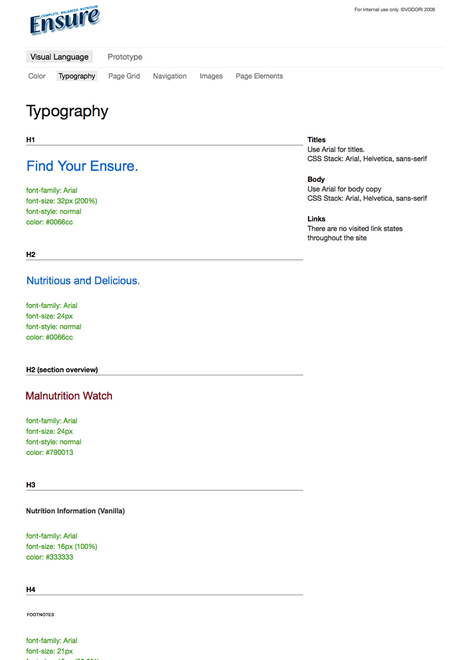 For Internal use only, ©VODORI 2009
COMPLETE, BALANCED NUTRITION
Ensure
Visual Language
Prototype
Color
Typography
Page Grid
Navigation
Images
Page Elements
Typography
H1
Find Your Ensure.
font-family: Arial
font-size: 32px (200%)
font-style: normal
color: #0066cc
H2
Nutritious and Delicious.
font-family: Arial
font-size: 24px
font-style: normal
color: #0066cc
H2 (section overview)
Malnutrition Watch
font-family: Arial
font-size: 24px
font-style: normal
color: #790013
H3
Nutrition Information (Vanilla)
font-family: Arial
font-size: 16px (100%)
color: #333333
H4
FOOTNOTES
font-family: Arial
font-size: 21px
Titles
Use Arial for titles.
CSS Stack: Arial, Helvetica, sans-serif
Body
Use Arial for body copy
CSS Stack: Arial, Helvetica, sans-serif
Links
There are no visited link states
throughout the site